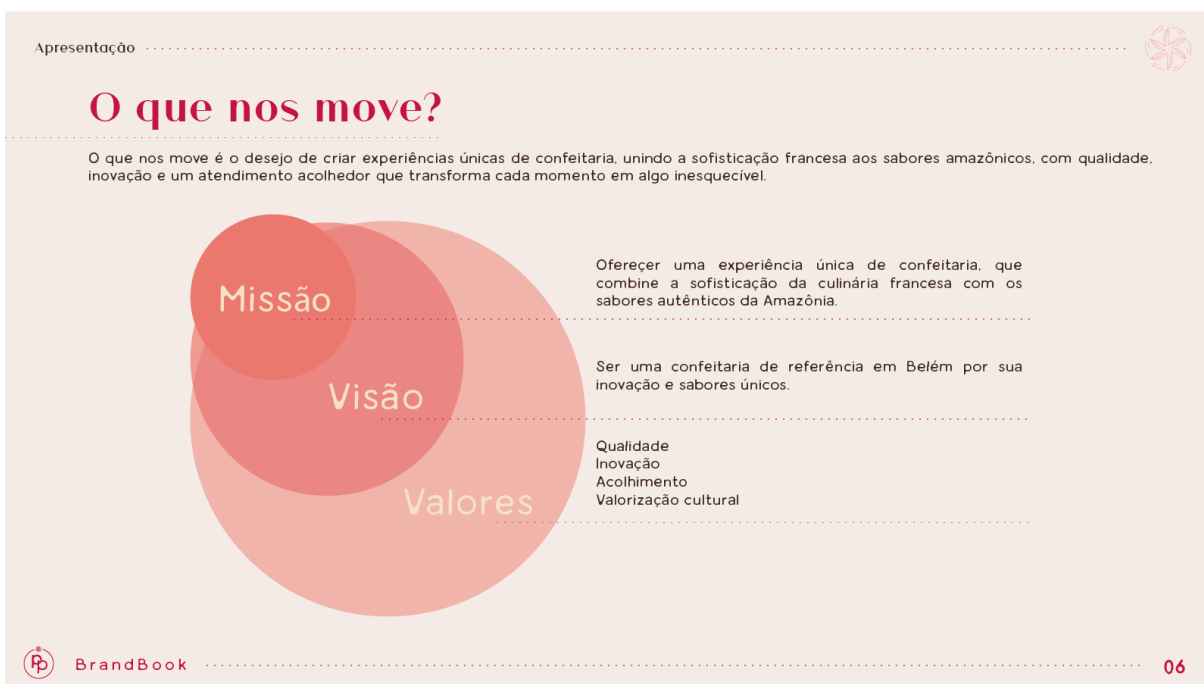 Apresentação
O que nos move?
O que nos move é o desejo de criar experiências únicas de confeitaria, unindo a sofisticação francesa aos sabores amazônicos, com qualidade,
inovação e um atendimento acolhedor que transforma cada momento em algo inesquecível.
Missão
Ofereçer uma experiência única de confeitaria, que
combine a sofisticação da culinária francesa com os
sabores autênticos da Amazônia.
Visão
Ser uma confeitaria de referência em Belém por sua
inovação e sabores únicos.
Valores
Qualidade
Inovação
Acolhimento
Valorização cultural
BrandBook
06